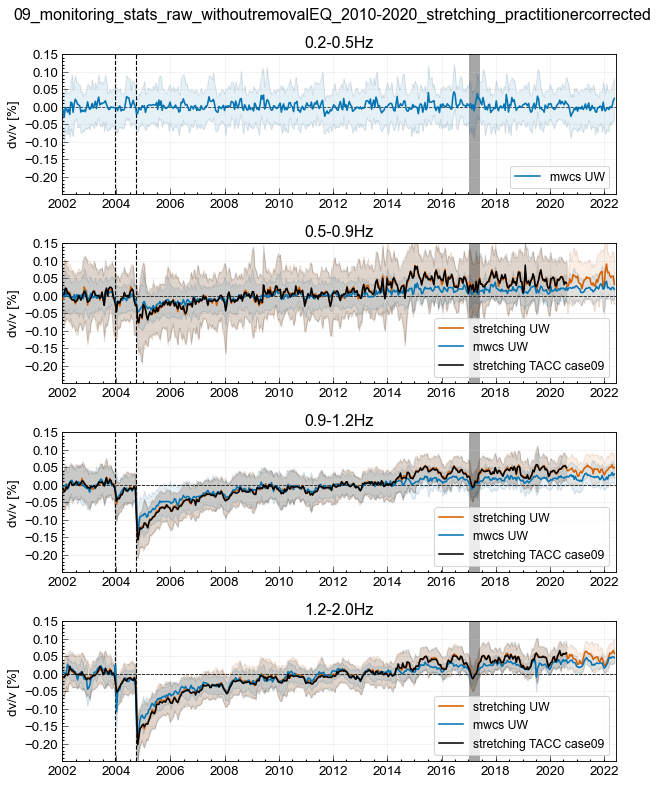 09_monitoring_stats_raw_withoutremovalEQ_2010-2020_stretching_practitionercorrected
0.2-0.5Hz
dv/v [%]
0.15
0.10
0.05
0.00
−0.05
−0.10
−0.15
−0.20
mwcs UW
2002 2004 2006 2008 2010 2012 2014 2016 2018 2020 2022
0.5-0.9Hz
dv/v [%]
0.15
0.10
0.05
0.00
−0.05
−0.10
−0.15
−0.20
stretching UW
mwcs UW
stretching TACC case09
2002 2004 2006 2008 2010 2012 2014 2016 2018 2020 2022
0.9-1.2Hz
dv/v [%]
0.15
0.10
0.05
0.00
−0.05
−0.10
−0.15
−0.20
stretching UW
mwcs UW
stretching TACC case09
2002 2004 2006 2008 2010 2012 2014 2016 2018 2020 2022
1.2-2.0Hz
dv/v [%]
0.15
0.10
0.05
0.00
−0.05
−0.10
−0.15
−0.20
stretching UW
mwcs UW
stretching TACC case09
2002 2004 2006 2008 2010 2012 2014 2016 2018 2020 2022